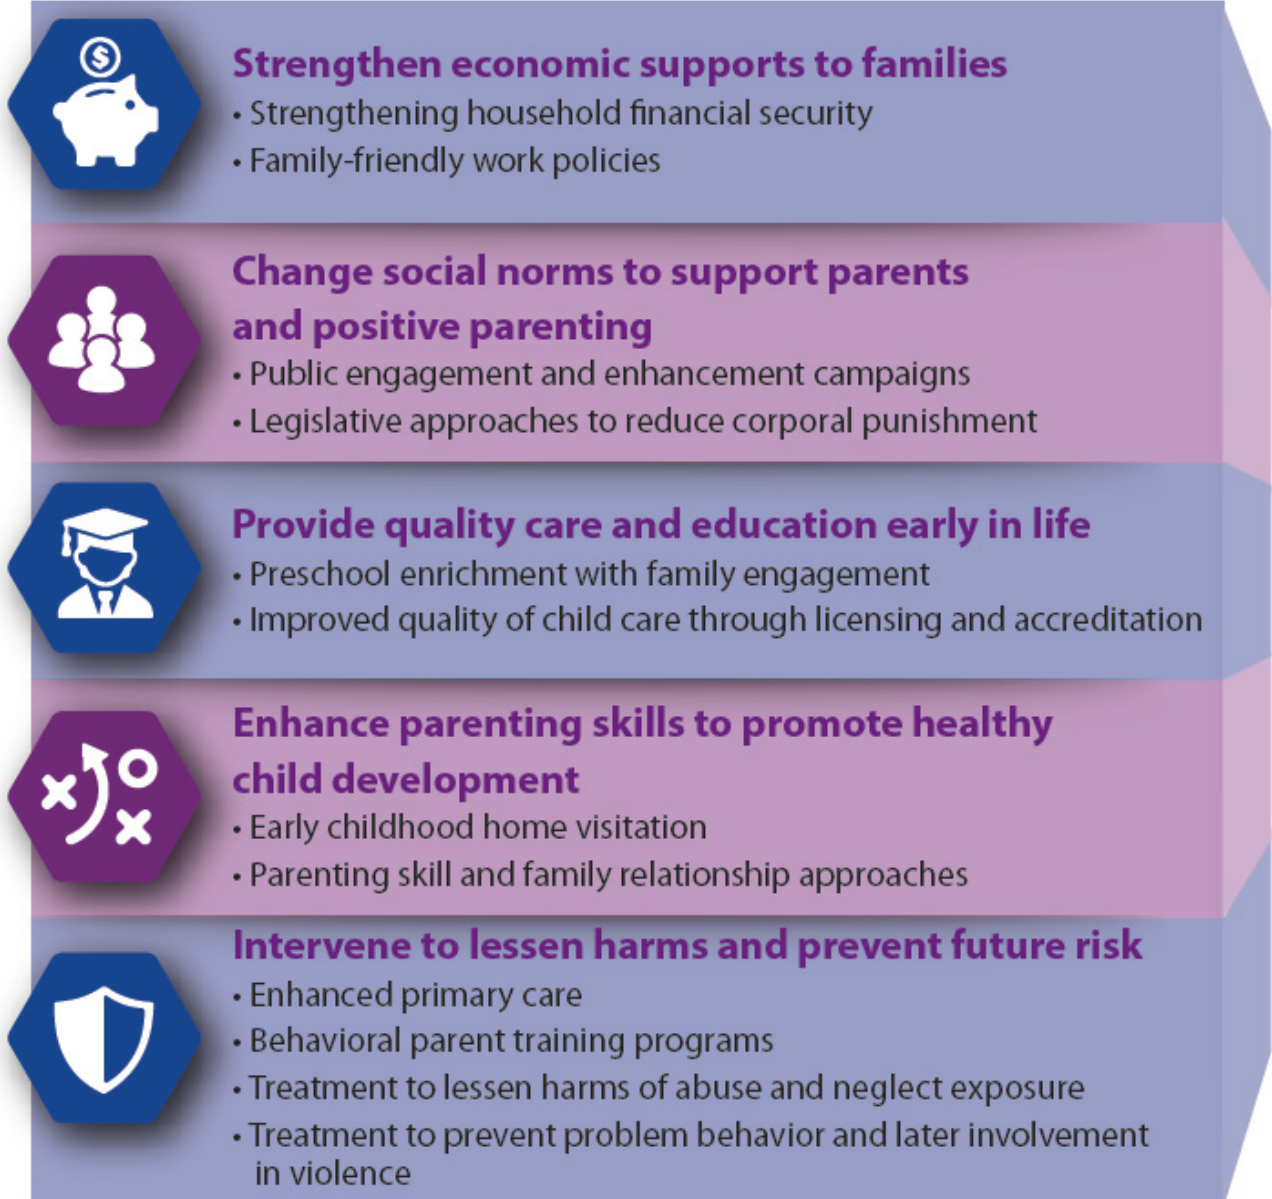 Strengthen economic supports to families
• Strengthening household financial security
• Family-friendly work policies
Change social norms to support parents
and positive parenting
• Public engagement and enhancement campaigns
• Legislative approaches to reduce corporal punishment
Provide quality care and education early in life
• Preschool enrichment with family engagement
• Improved quality of child care through licensing and accreditation
Enhance parenting skills to promote healthy
child development
• Early childhood home visitation
• Parenting skill and family relationship approaches
Intervene to lessen harms and prevent future risk
• Enhanced primary care
• Behavioral parent training programs
• Treatment to lessen harms of abuse and neglect exposure
• Treatment to prevent problem behavior and later involvement
in violence